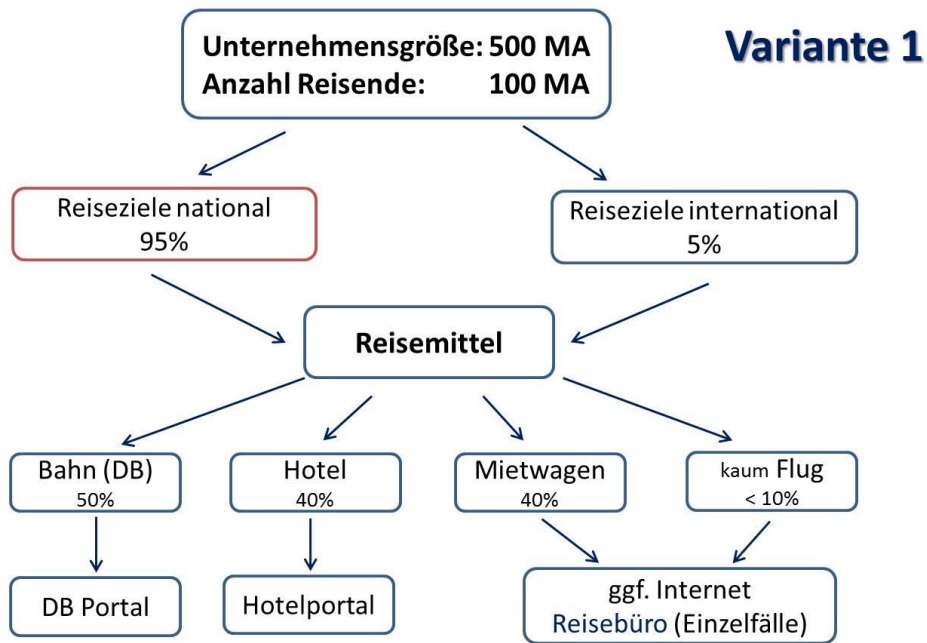 Variante 1
Unternehmensgröße: 500 MA
Anzahl Reisende: 100 MA
Reiseziele national
95%
Reiseziele international
5%
Reisemittel
Bahn (DB)
50%
Hotel
40%
Mietwagen
40%
kaum Flug
< 10%
DB Portal
Hotelportal
ggf. Internet
Reisebüro (Einzelfälle)